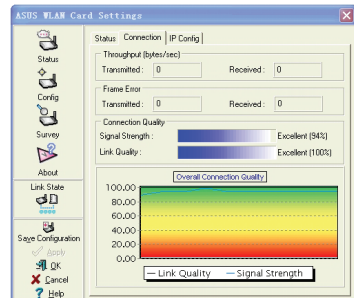 ASUS WLAN Card Settings
Status
Config
Survey
About
Link State
Save Configuration
Apply
OK
Cancel
Help
Status Connection IP Config
Throughput (bytes/sec)
Transmitted: 0 Received: 0
Frame Error
Transmitted: 0 Received: 0
Connection Quality
Signal Strength: Excellent (94%)
Link Quality: Excellent (100%)
Overall Connection Quality
100.00
80.00
60.00
40.00
20.00
0.00
Link Quality Signal Strength